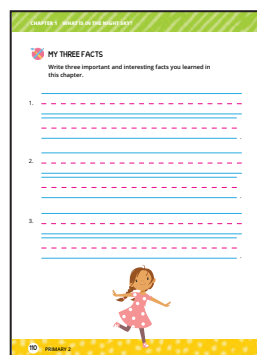 CHAPTER 1 WHAT IS IN THE NIGHT SKY?
MY THREE FACTS
Write three important and interesting facts you learned in
this chapter.
1.
.
2.
.
3.
.
110 PRIMARY 2